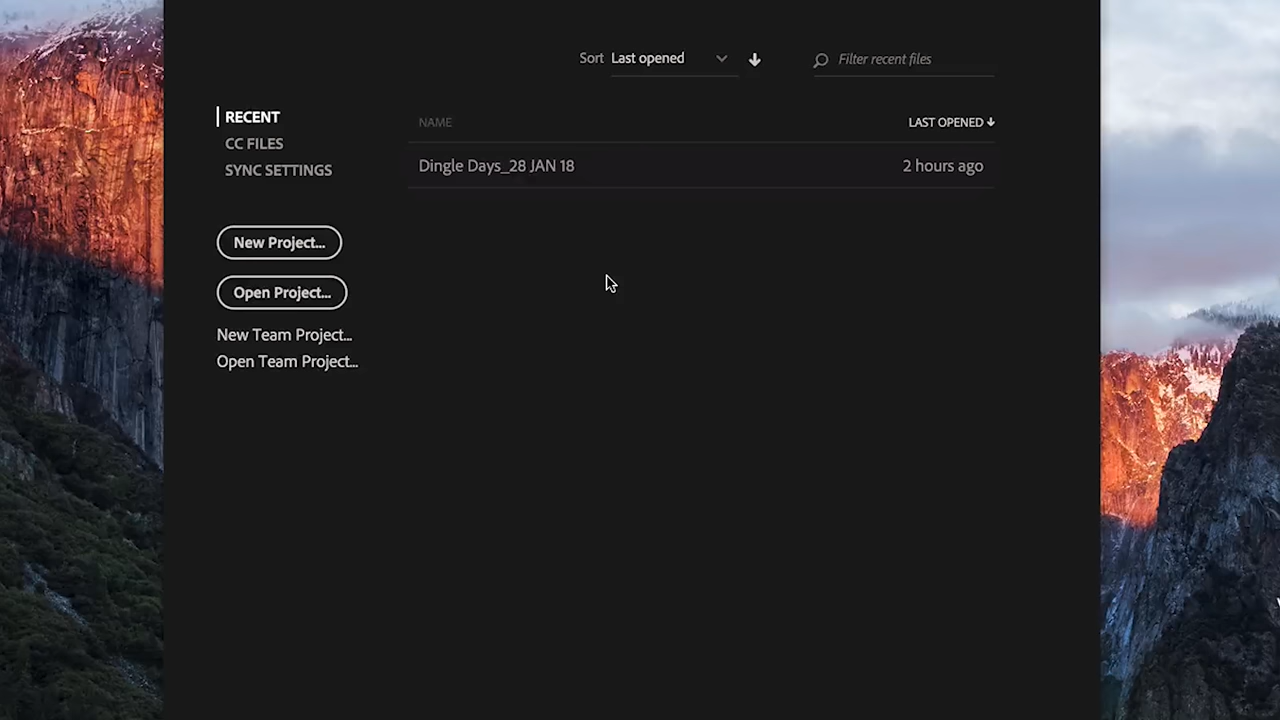 Sort Last opened Filter recent files
RECENT
CC FILES
SYNC SETTINGS
New Project...
Open Project...
New Team Project...
Open Team Project...
NAME LAST OPENED
Dingle Days_28 JAN 18 2 hours ago